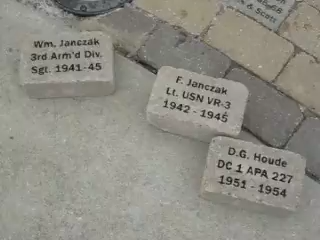 Wm. Janczak
3rd Arm'd Div.
Sgt. 1941-45
F. Janczak
Lt. USN VR-3
1942 - 1945
D.G. Houde
DC 1 APA 227
1951 - 1954
& Scott